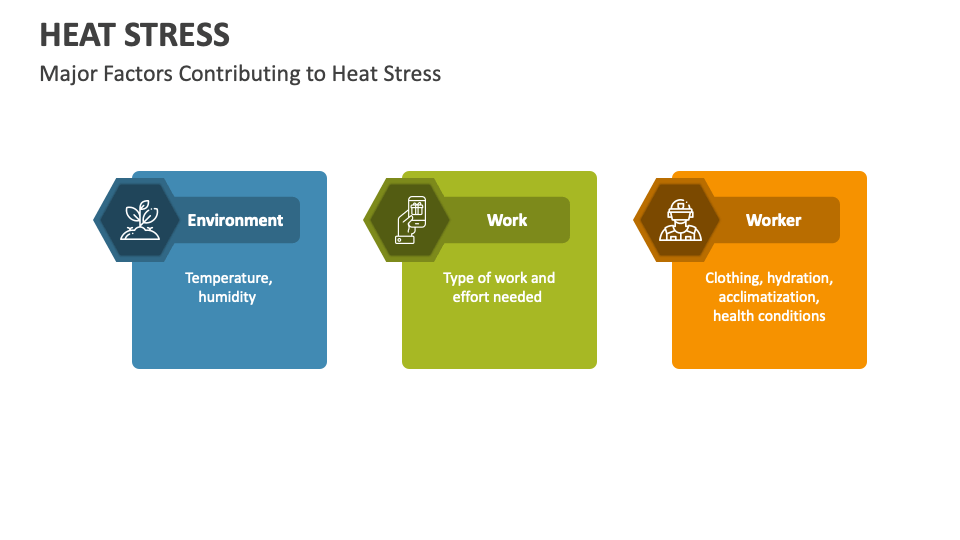 HEAT STRESS
Major Factors Contributing to Heat Stress
Environment
Temperature,
humidity
Work
Type of work and
effort needed
Worker
Clothing, hydration,
acclimatization,
health conditions